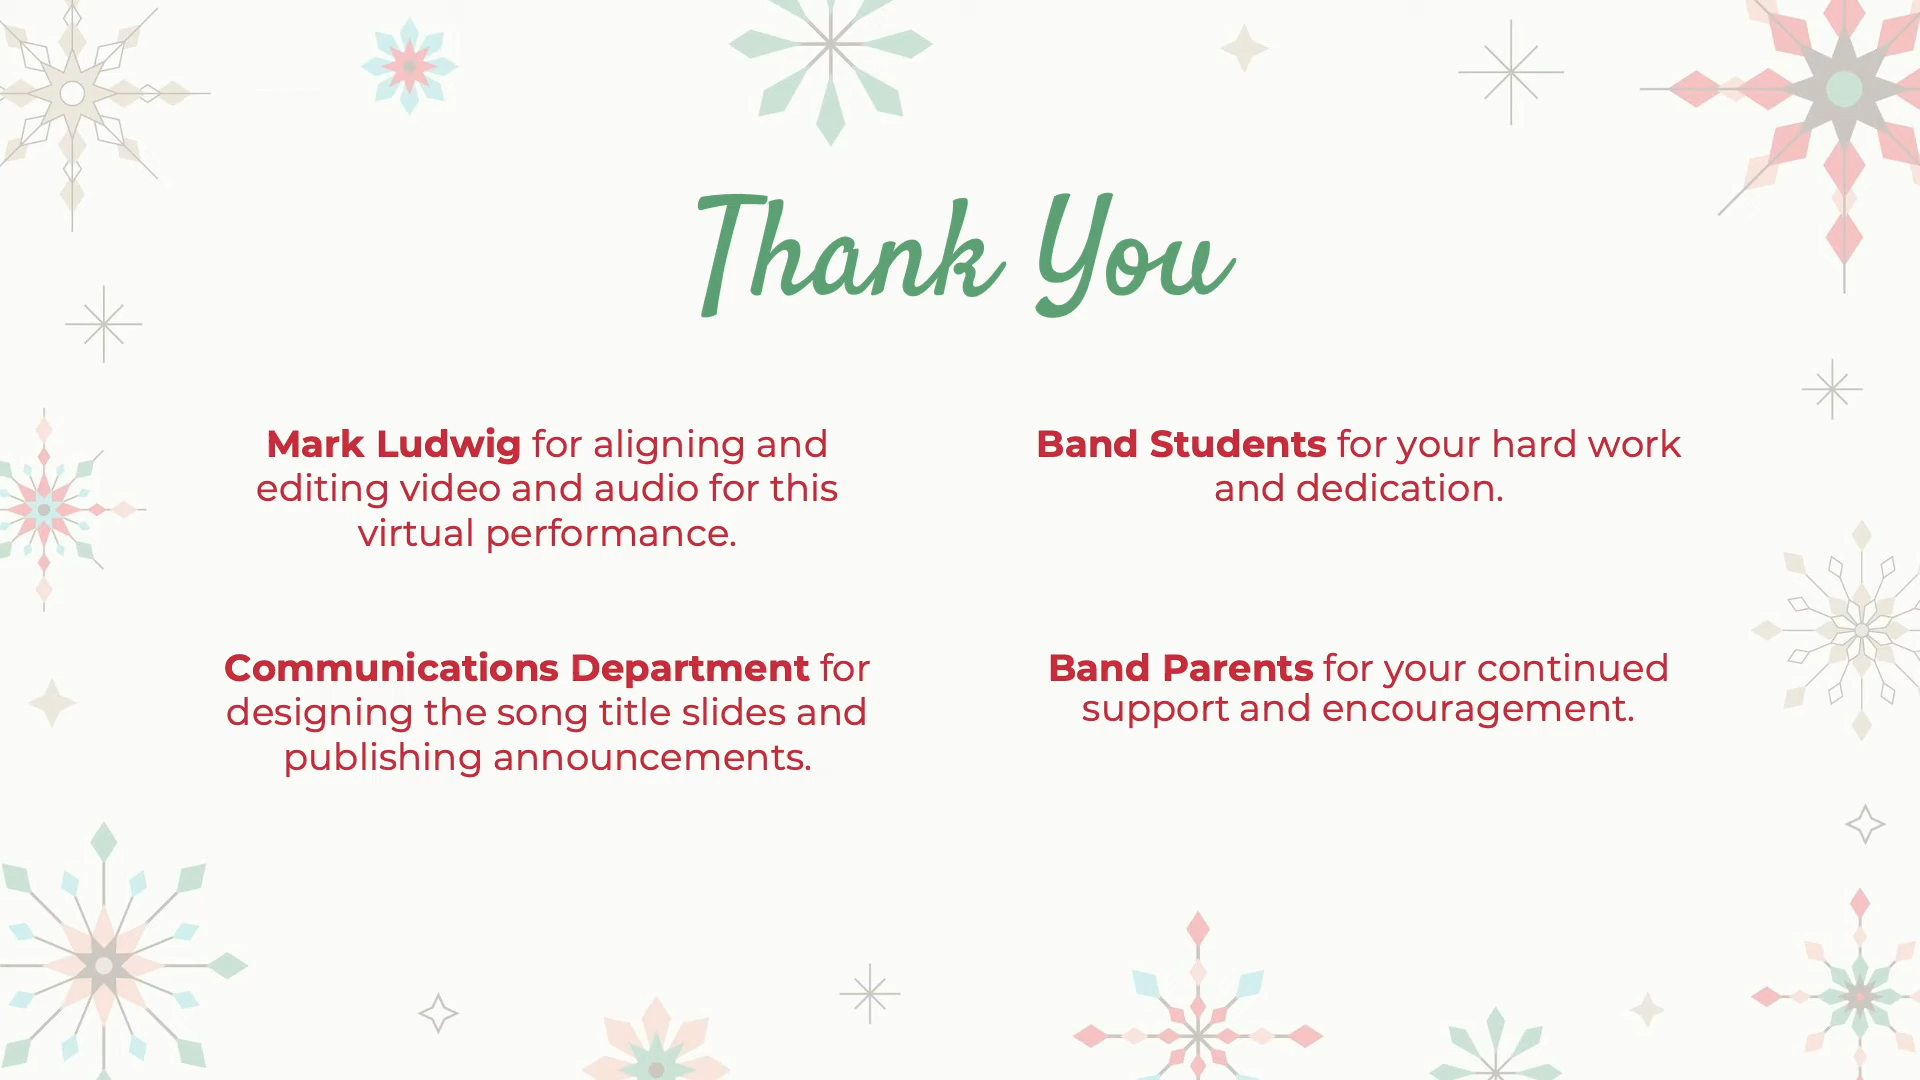 Thank You
Mark Ludwig for aligning and
editing video and audio for this
virtual performance.
Band Students for your hard work
and dedication.
Communications Department for
designing the song title slides and
publishing announcements.
Band Parents for your continued
support and encouragement.